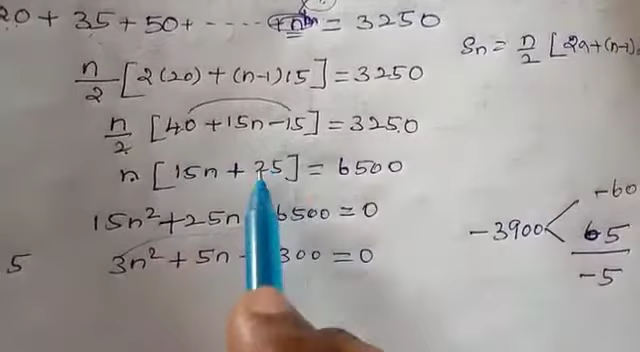 20 + 35 + 50 + ------ = 3250
Sn = n/2 [2a+(n-1)
n/2 [2(20) + (n-1)15] = 3250
n/2 [40 + 15n - 15] = 3250
n [15n + 25] = 6500
15n² + 25n 6500 = 0
-3900 < -60
65
-5
5 3n² + 5n - 300 = 0